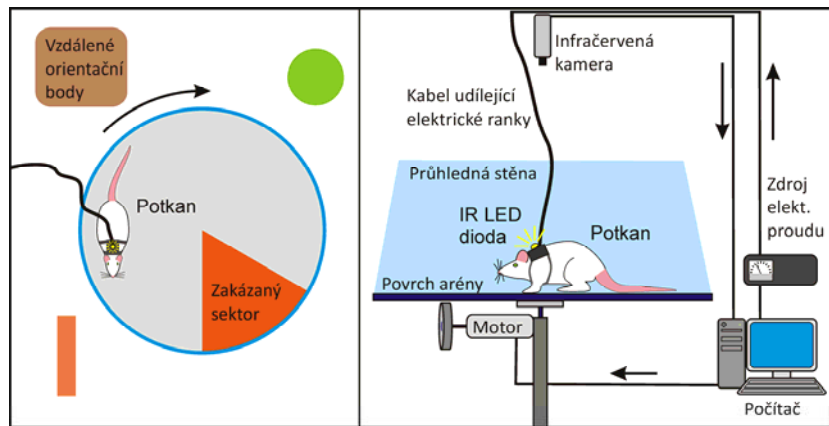 Vzdálené
orientační
body
Potkan
Zakázaný
sektor
Infračervená
kamera
Kabel udílející
elektrické ranky
Průhledná stěna
IR LED
dioda
Potkan
Zdroj
elekt.
proudu
Povrch arény
Motor
Počítač